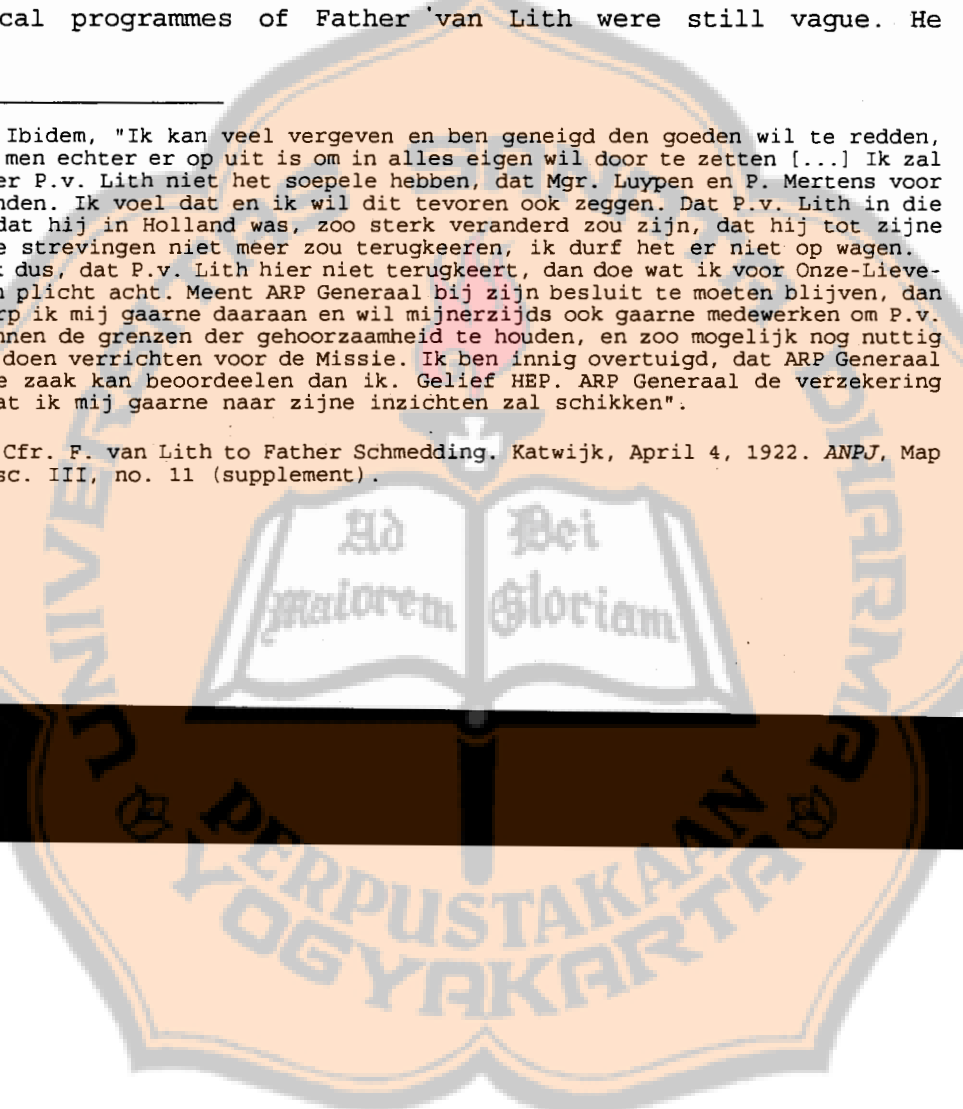 cal programmes of Father van Lith were still vague. He
Ibidem, "Ik kan veel vergeven en ben geneigd den goeden wil te redden,
men echter er op uit is om in alles eigen wil door te zetten [...] Ik zal
er P.v. Lith niet het soepele hebben, dat Mgr. Luypen en P. Mertens voor
nden. Ik voel dat en ik wil dit tevoren ook zeggen. Dat P.v. Lith in die
dat hij in Holland was, zoo sterk veranderd zou zijn, dat hij tot zijne
e strevingen niet meer zou terugkeeren, ik durf het er niet op wagen.
k dus, dat P.v. Lith hier niet terugkeert, dan doe wat ik voor Onze-Lieve-
n plicht acht. Meent ARP Generaal bij zijn besluit te moeten blijven, dan
rp ik mij gaarne daaraan en wil mijnerzijds ook gaarne medewerken om P.v.
nnen de grenzen der gehoorzaamheid te houden, en zoo mogelijk nog nuttig
doen verrichten voor de Missie. Ik ben innig overtuigd, dat ARP Generaal
e zaak kan beoordeelen dan ik. Gelief HEP. ARP Generaal de verzekering
at ik mij gaarne naar zijne inzichten zal schikken".
Cfr. F. van Lith to Father Schmedding. Katwijk, April 4, 1922. ANPJ, Map
sc. III, no. 11 (supplement).
UNIVERSITAS SANATA DHARMA
Ad Dei
maiorem Gloriam
PERPUSTAKAAN
YOGYAKARTA